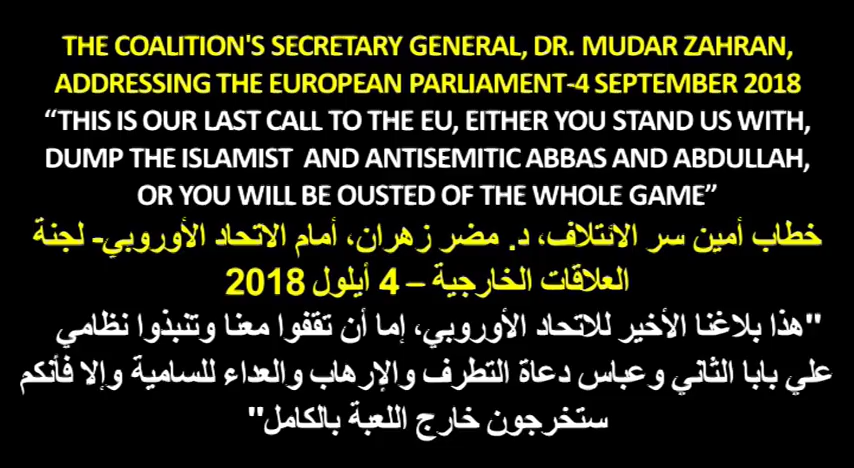 THE COALITION'S SECRETARY GENERAL, DR. MUDAR ZAHRAN,
ADDRESSING THE EUROPEAN PARLIAMENT-4 SEPTEMBER 2018
“THIS IS OUR LAST CALL TO THE EU, EITHER YOU STAND US WITH,
DUMP THE ISLAMIST AND ANTISEMITIC ABBAS AND ABDULLAH,
OR YOU WILL BE OUSTED OF THE WHOLE GAME”
خطاب أمين سر الائتلاف، د. مضر زهران، أمام الاتحاد الأوروبي- لجنة
العلاقات الخارجية – 4 أيلول 2018
"هذا بلاغنا الأخير للاتحاد الأوروبي، إما أن تقفوا معنا وتنبذوا نظامي
علي بابا الثاني وعباس دعاة التطرف والإرهاب والعداء للسامية وإلا فأنكم
ستخرجون خارج اللعبة بالكامل"